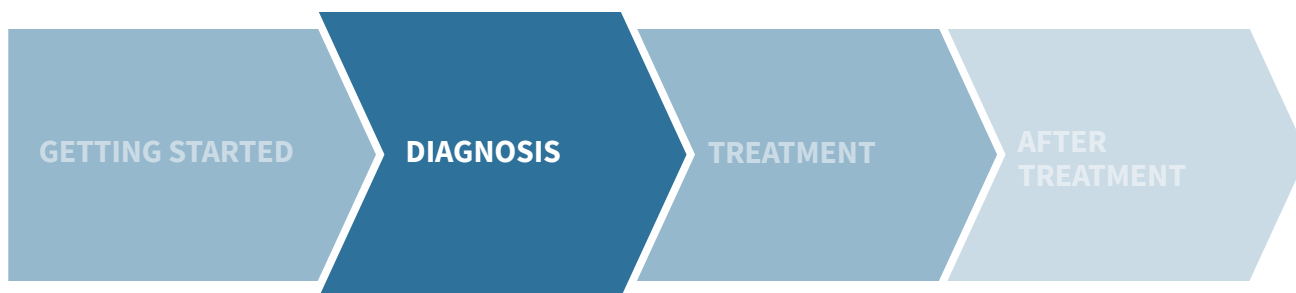 GETTING STARTED
DIAGNOSIS
TREATMENT
AFTER
TREATMENT